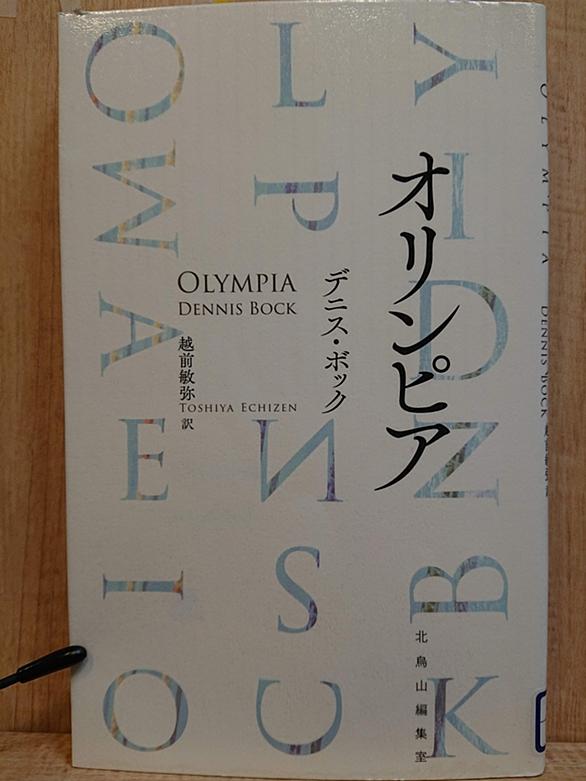 O L Y
M P I
A D
E N N
I S B
O C K
オリンピア
デニス・ボック
OLYMPIA
DENNIS BOCK
越前敏弥
TOSHIYA ECHIZEN
訳
北烏山編集室
OLYMPIA DENNIS BOCK